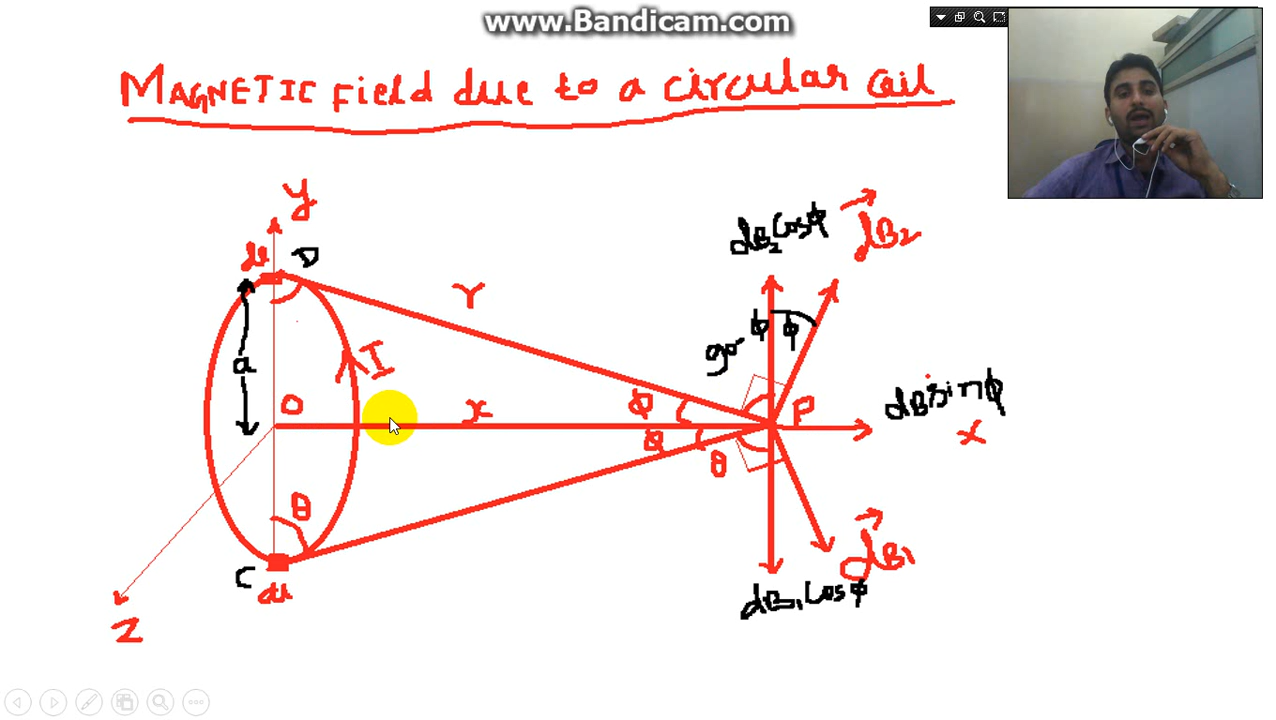 www.Bandicam.com
MAGNETIC Field due to a circular coil
y
dl D
r
a
I
O
x
C
dl
θ
Z
dB₂ cosϕ
dB₂
90-ϕ ϕ
ϕ
P
dB sinϕ
x
ϕ
θ
dB₁
dB₁ cosϕ